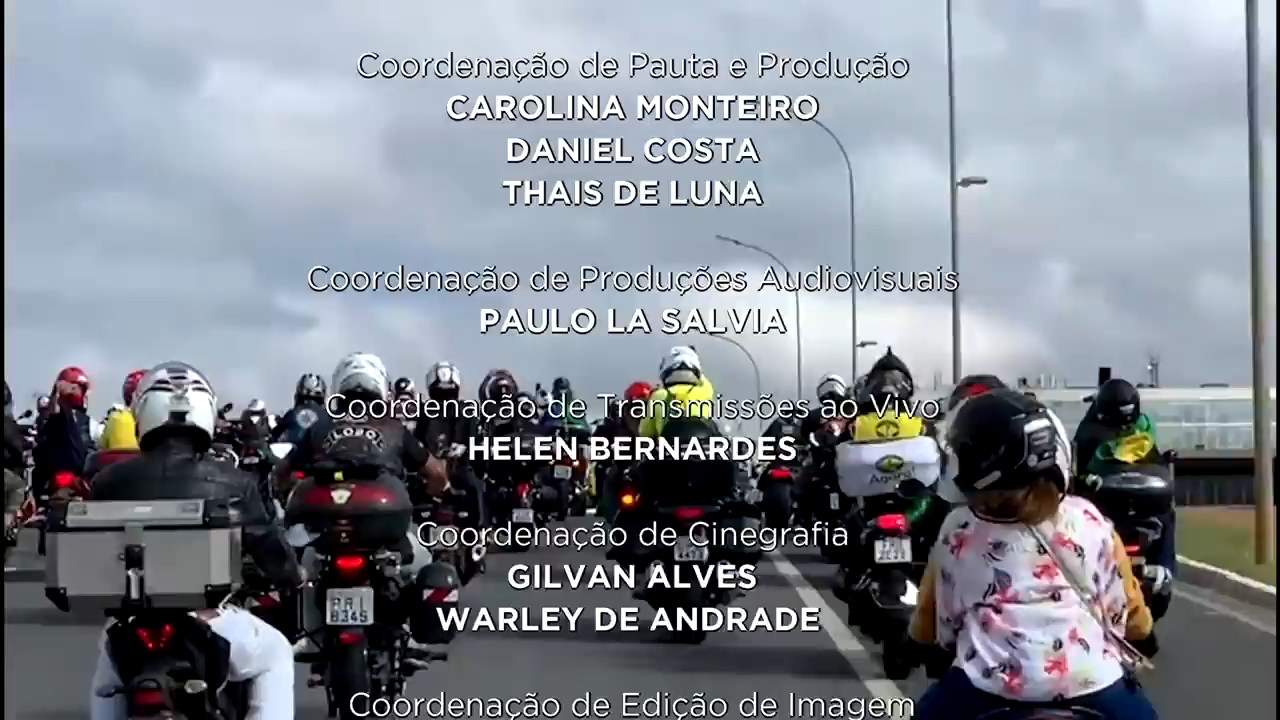 Coordenação de Pauta e Produção
CAROLINA MONTEIRO
DANIEL COSTA
THAIS DE LUNA
Coordenação de Produções Audiovisuais
PAULO LA SALVIA
Coordenação de Transmissões ao Vivo
HELEN BERNARDES
Coordenação de Cinegrafia
GILVAN ALVES
WARLEY DE ANDRADE
Coordenação de Edição de Imagem